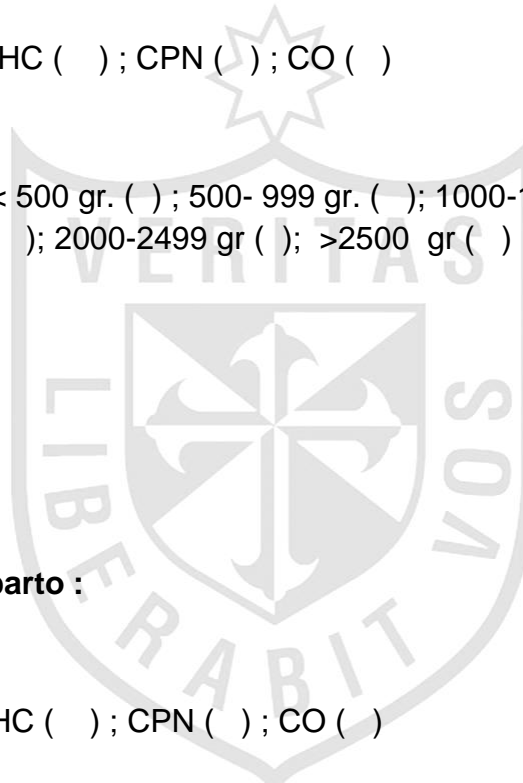 HC (   ) ; CPN (   ) ; CO (   )
< 500 gr. ( ) ; 500- 999 gr. (   ); 1000-1
); 2000-2499 gr ( );  >2500  gr (   )
VERITAS
LIBERABIT
VOS
parto :
HC (   ) ; CPN (   ) ; CO (   )